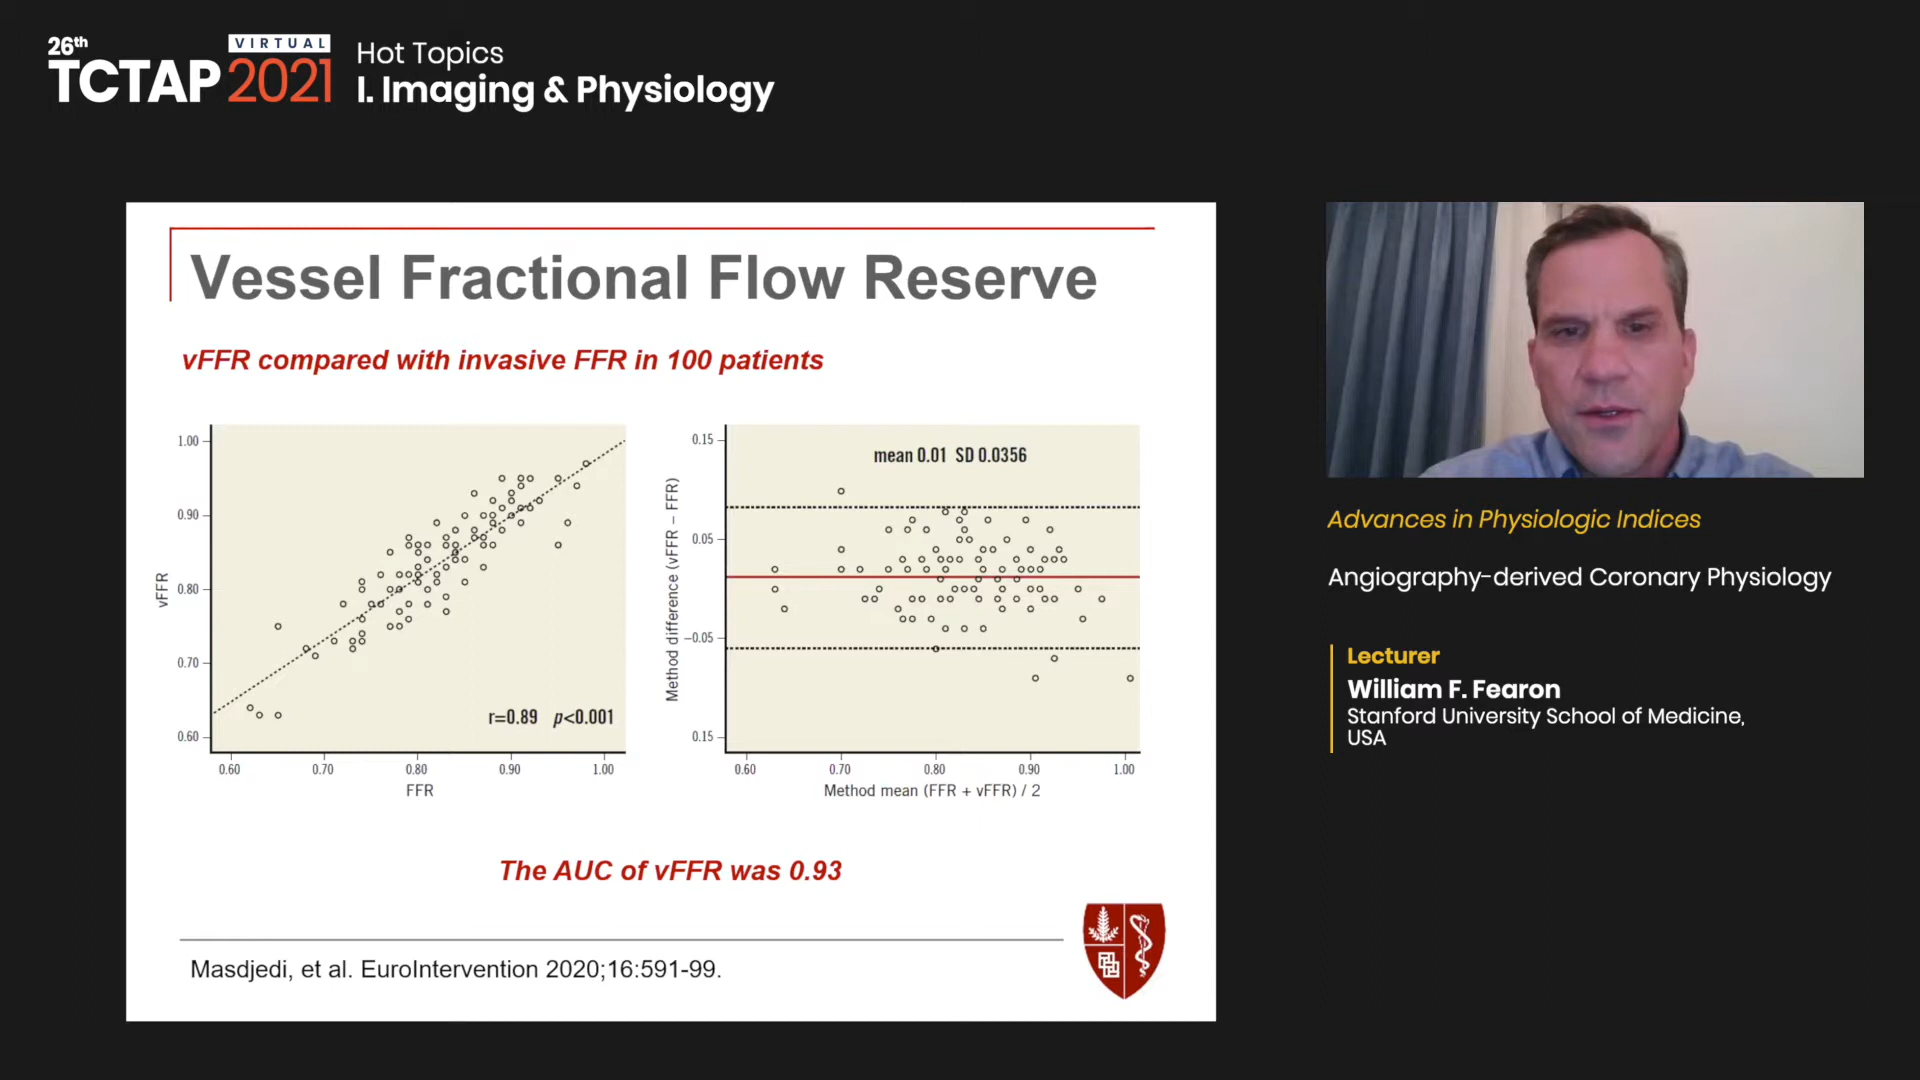 26th
VIRTUAL
TCTAP 2021
Hot Topics
I. Imaging & Physiology
Vessel Fractional Flow Reserve
vFFR compared with invasive FFR in 100 patients
1.00
0.90
0.80
0.70
0.60
vFFR
r=0.89 p<0.001
0.60 0.70 0.80 0.90 1.00
FFR
0.15
0.05
−0.05
0.15
Method difference (vFFR − FFR)
mean 0.01 SD 0.0356
0.60 0.70 0.80 0.90 1.00
Method mean (FFR + vFFR) / 2
The AUC of vFFR was 0.93
Masdjedi, et al. EuroIntervention 2020;16:591-99.
Advances in Physiologic Indices
Angiography-derived Coronary Physiology
Lecturer
William F. Fearon
Stanford University School of Medicine,
USA